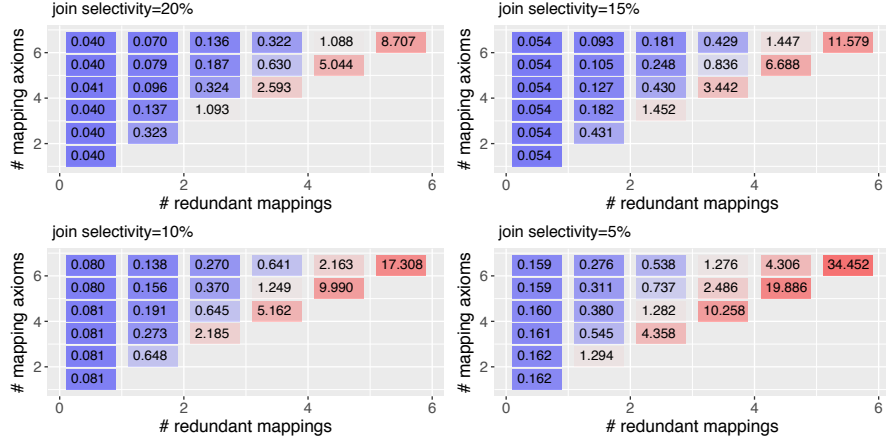 join selectivity=20%
# mapping axioms
6
4
2
0.040 0.070 0.136 0.322 1.088 8.707
0.040 0.079 0.187 0.630 5.044
0.041 0.096 0.324 2.593
0.040 0.137 1.093
0.040 0.323
0.040
0 2 4 6
# redundant mappings
join selectivity=15%
# mapping axioms
6
4
2
0.054 0.093 0.181 0.429 1.447 11.579
0.054 0.105 0.248 0.836 6.688
0.054 0.127 0.430 3.442
0.054 0.182 1.452
0.054 0.431
0.054
0 2 4 6
# redundant mappings
join selectivity=10%
# mapping axioms
6
4
2
0.080 0.138 0.270 0.641 2.163 17.308
0.080 0.156 0.370 1.249 9.990
0.081 0.191 0.645 5.162
0.081 0.273 2.185
0.081 0.648
0.081
0 2 4 6
# redundant mappings
join selectivity=5%
# mapping axioms
6
4
2
0.159 0.276 0.538 1.276 4.306 34.452
0.159 0.311 0.737 2.486 19.886
0.160 0.380 1.282 10.258
0.161 0.545 4.358
0.162 1.294
0.162
0 2 4 6
# redundant mappings